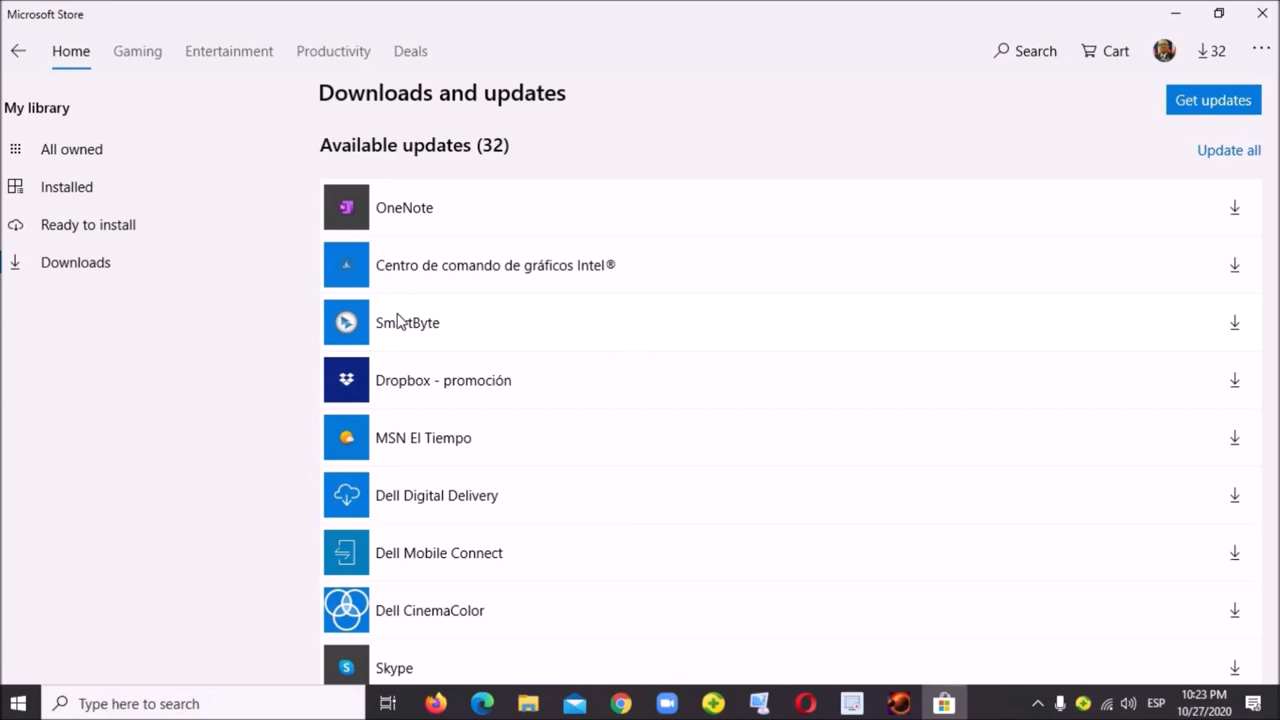 Microsoft Store
Home Gaming Entertainment Productivity Deals Search Cart 32
My library
All owned
Installed
Ready to install
Downloads
Downloads and updates
Get updates
Available updates (32)
Update all
OneNote
Centro de comando de gráficos Intel®
SmartByte
Dropbox - promoción
MSN El Tiempo
Dell Digital Delivery
Dell Mobile Connect
Dell CinemaColor
Skype
Type here to search
ESP
10:23 PM
10/27/2020